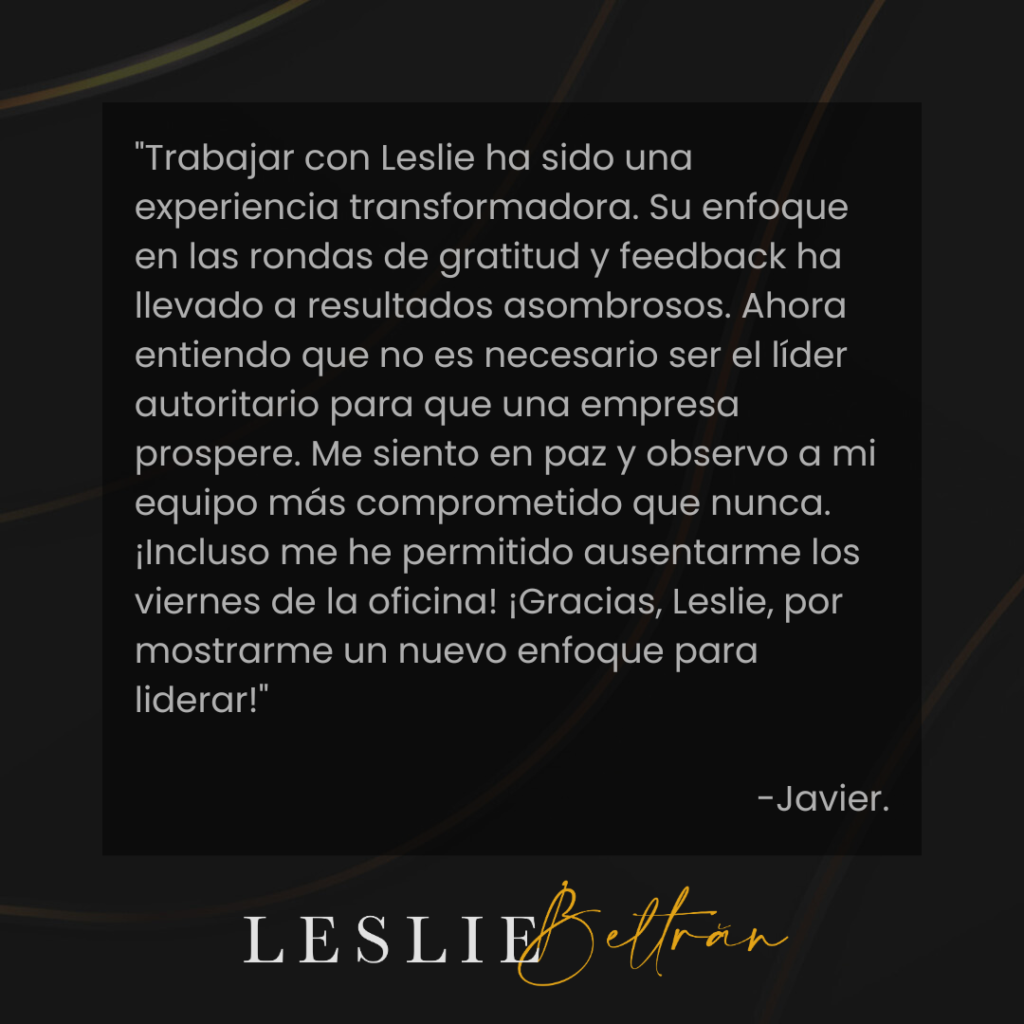 "Trabajar con Leslie ha sido una
experiencia transformadora. Su enfoque
en las rondas de gratitud y feedback ha
llevado a resultados asombrosos. Ahora
entiendo que no es necesario ser el líder
autoritario para que una empresa
prospere. Me siento en paz y observo a mi
equipo más comprometido que nunca.
¡Incluso me he permitido ausentarme los
viernes de la oficina! ¡Gracias, Leslie, por
mostrarme un nuevo enfoque para
liderar!"
-Javier.
LESLIE Beltrán